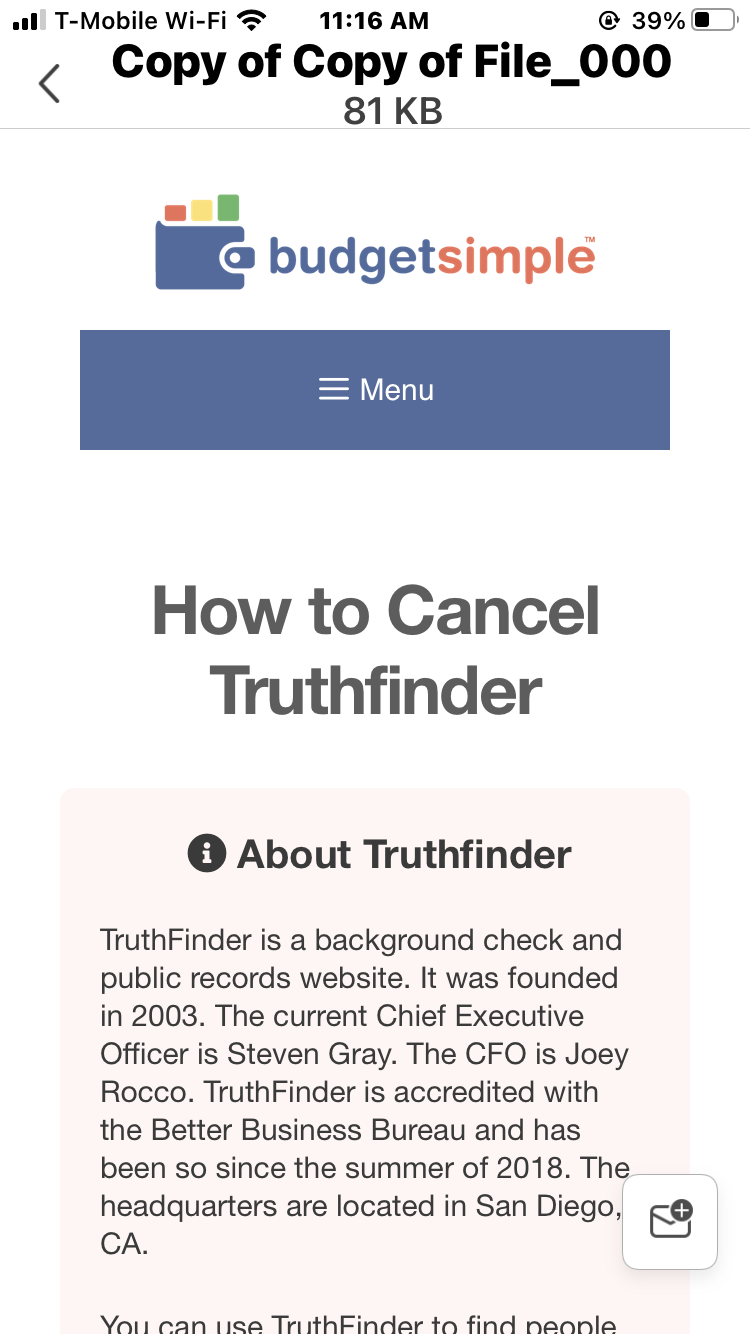 T-Mobile Wi-Fi 11:16 AM 39%
Copy of Copy of File_000
81 KB
budgetsimple™
Menu
How to Cancel
Truthfinder
About Truthfinder
TruthFinder is a background check and
public records website. It was founded
in 2003. The current Chief Executive
Officer is Steven Gray. The CFO is Joey
Rocco. TruthFinder is accredited with
the Better Business Bureau and has
been so since the summer of 2018. The
headquarters are located in San Diego,
CA.
You can use TruthFinder to find people